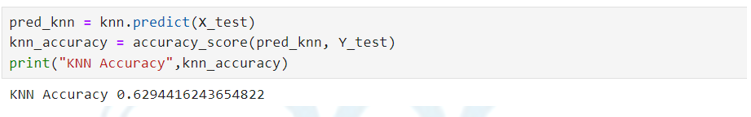 pred_knn = knn.predict(X_test)
knn_accuracy = accuracy_score(pred_knn, Y_test)
print("KNN Accuracy",knn_accuracy)
KNN Accuracy 0.6294416243654822